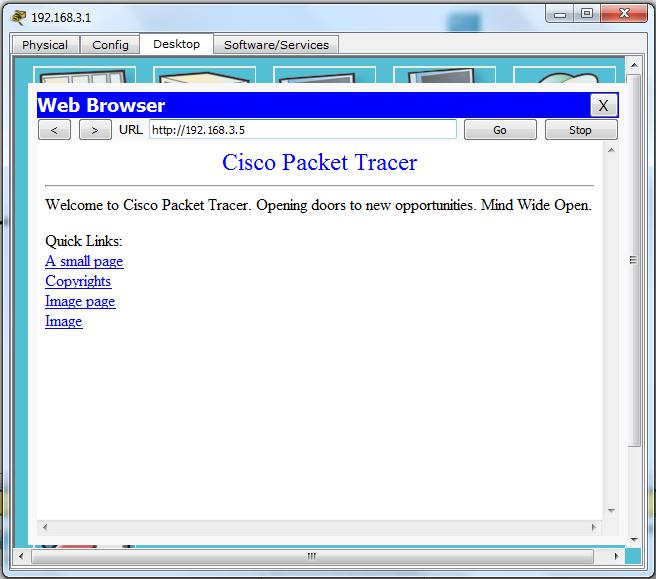 192.168.3.1
Physical Config Desktop Software/Services
Web Browser X
< > URL http://192.168.3.5 Go Stop
Cisco Packet Tracer
Welcome to Cisco Packet Tracer. Opening doors to new opportunities. Mind Wide Open.
Quick Links:
A small page
Copyrights
Image page
Image